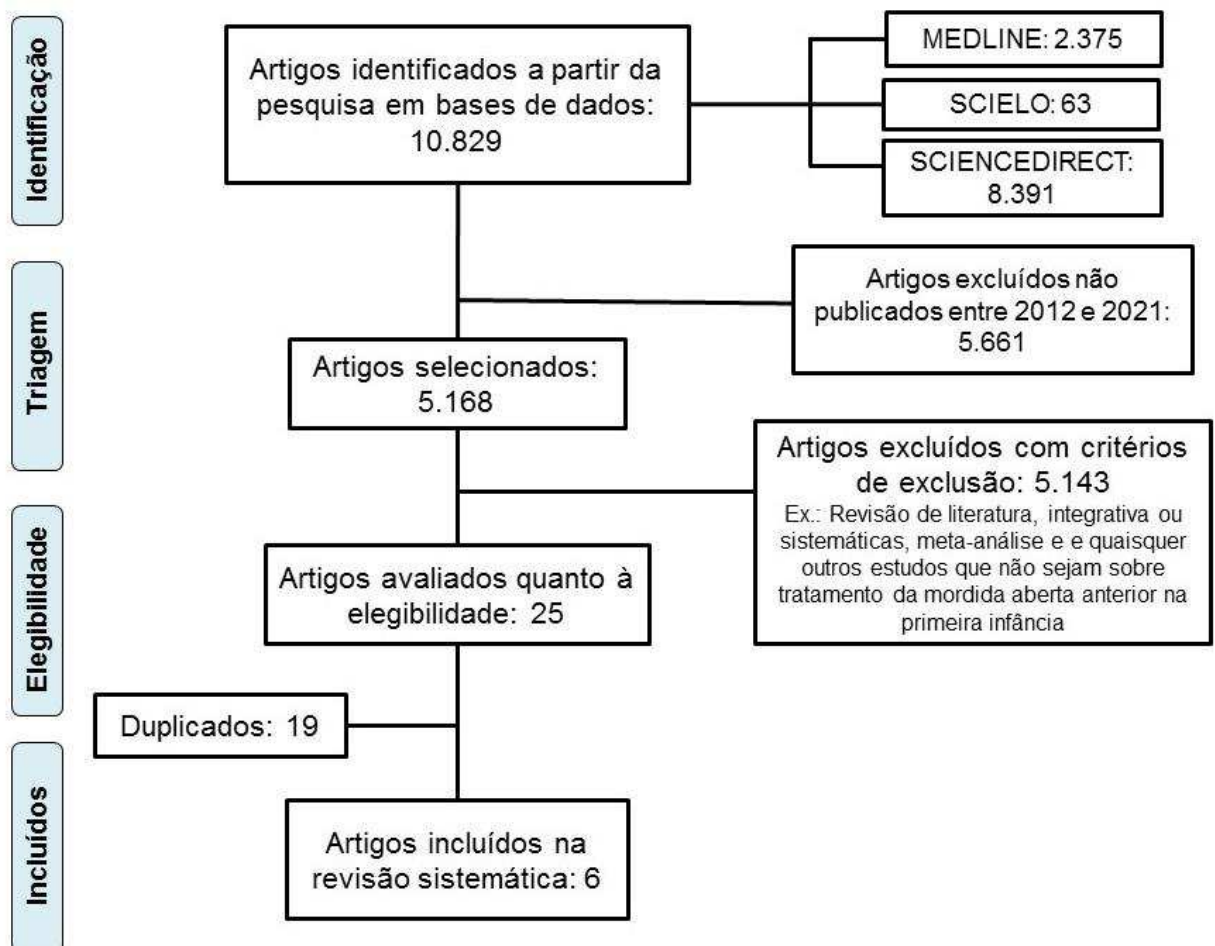 Identificação
Artigos identificados a partir da
pesquisa em bases de dados:
10.829
MEDLINE: 2.375
SCIELO: 63
SCIENCEDIRECT:
8.391
Triagem
Artigos excluídos não
publicados entre 2012 e 2021:
5.661
Artigos selecionados:
5.168
Artigos excluídos com critérios
de exclusão: 5.143
Ex.: Revisão de literatura, integrativa ou
sistemáticas, meta-análise e e quaisquer
outros estudos que não sejam sobre
tratamento da mordida aberta anterior na
primeira infância
Elegibilidade
Artigos avaliados quanto à
elegibilidade: 25
Duplicados: 19
Incluídos
Artigos incluídos na
revisão sistemática: 6